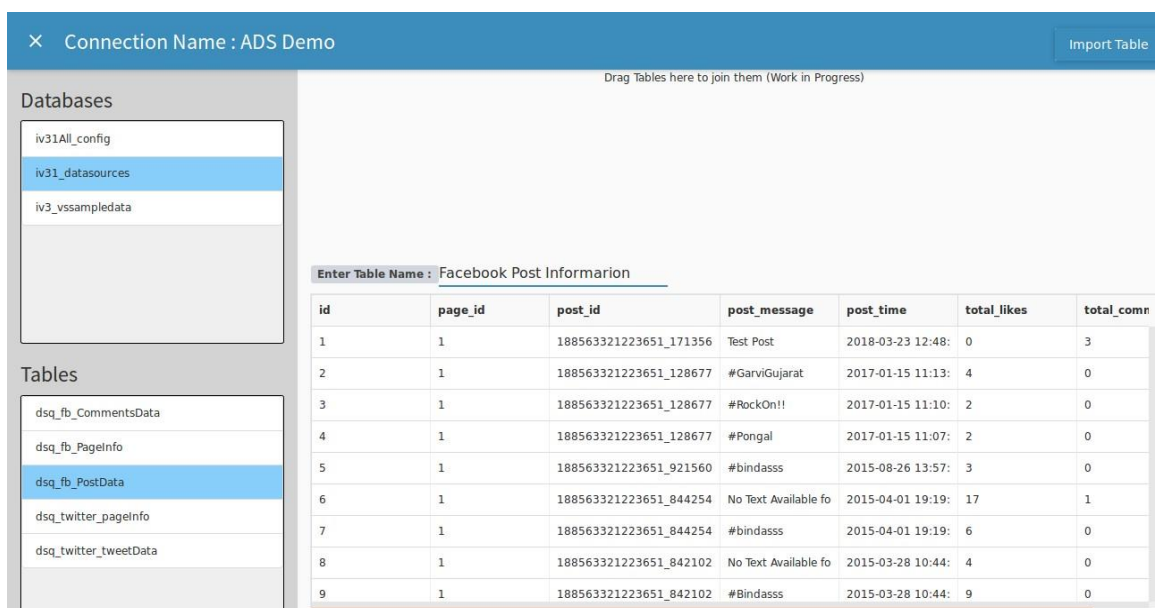 × Connection Name : ADS Demo Import Table
Drag Tables here to join them (Work in Progress)
Databases
iv31All_config
iv31_datasources
iv3_vssampledata
Enter Table Name : Facebook Post Informarion
id page_id post_id post_message post_time total_likes total_comm
1 1 188563321223651_171356 Test Post 2018-03-23 12:48: 0 3
2 1 188563321223651_128677 #GarviGujarat 2017-01-15 11:13: 4 0
3 1 188563321223651_128677 #RockOn!! 2017-01-15 11:10: 2 0
4 1 188563321223651_128677 #Pongal 2017-01-15 11:07: 2 0
5 1 188563321223651_921560 #bindasss 2015-08-26 13:57: 3 0
6 1 188563321223651_844254 No Text Available fo 2015-04-01 19:19: 17 1
7 1 188563321223651_844254 #bindasss 2015-04-01 19:19: 6 0
8 1 188563321223651_842102 No Text Available fo 2015-03-28 10:44: 4 0
9 1 188563321223651_842102 #Bindasss 2015-03-28 10:44: 9 0
Tables
dsq_fb_CommentsData
dsq_fb_PageInfo
dsq_fb_PostData
dsq_twitter_pageInfo
dsq_twitter_tweetData